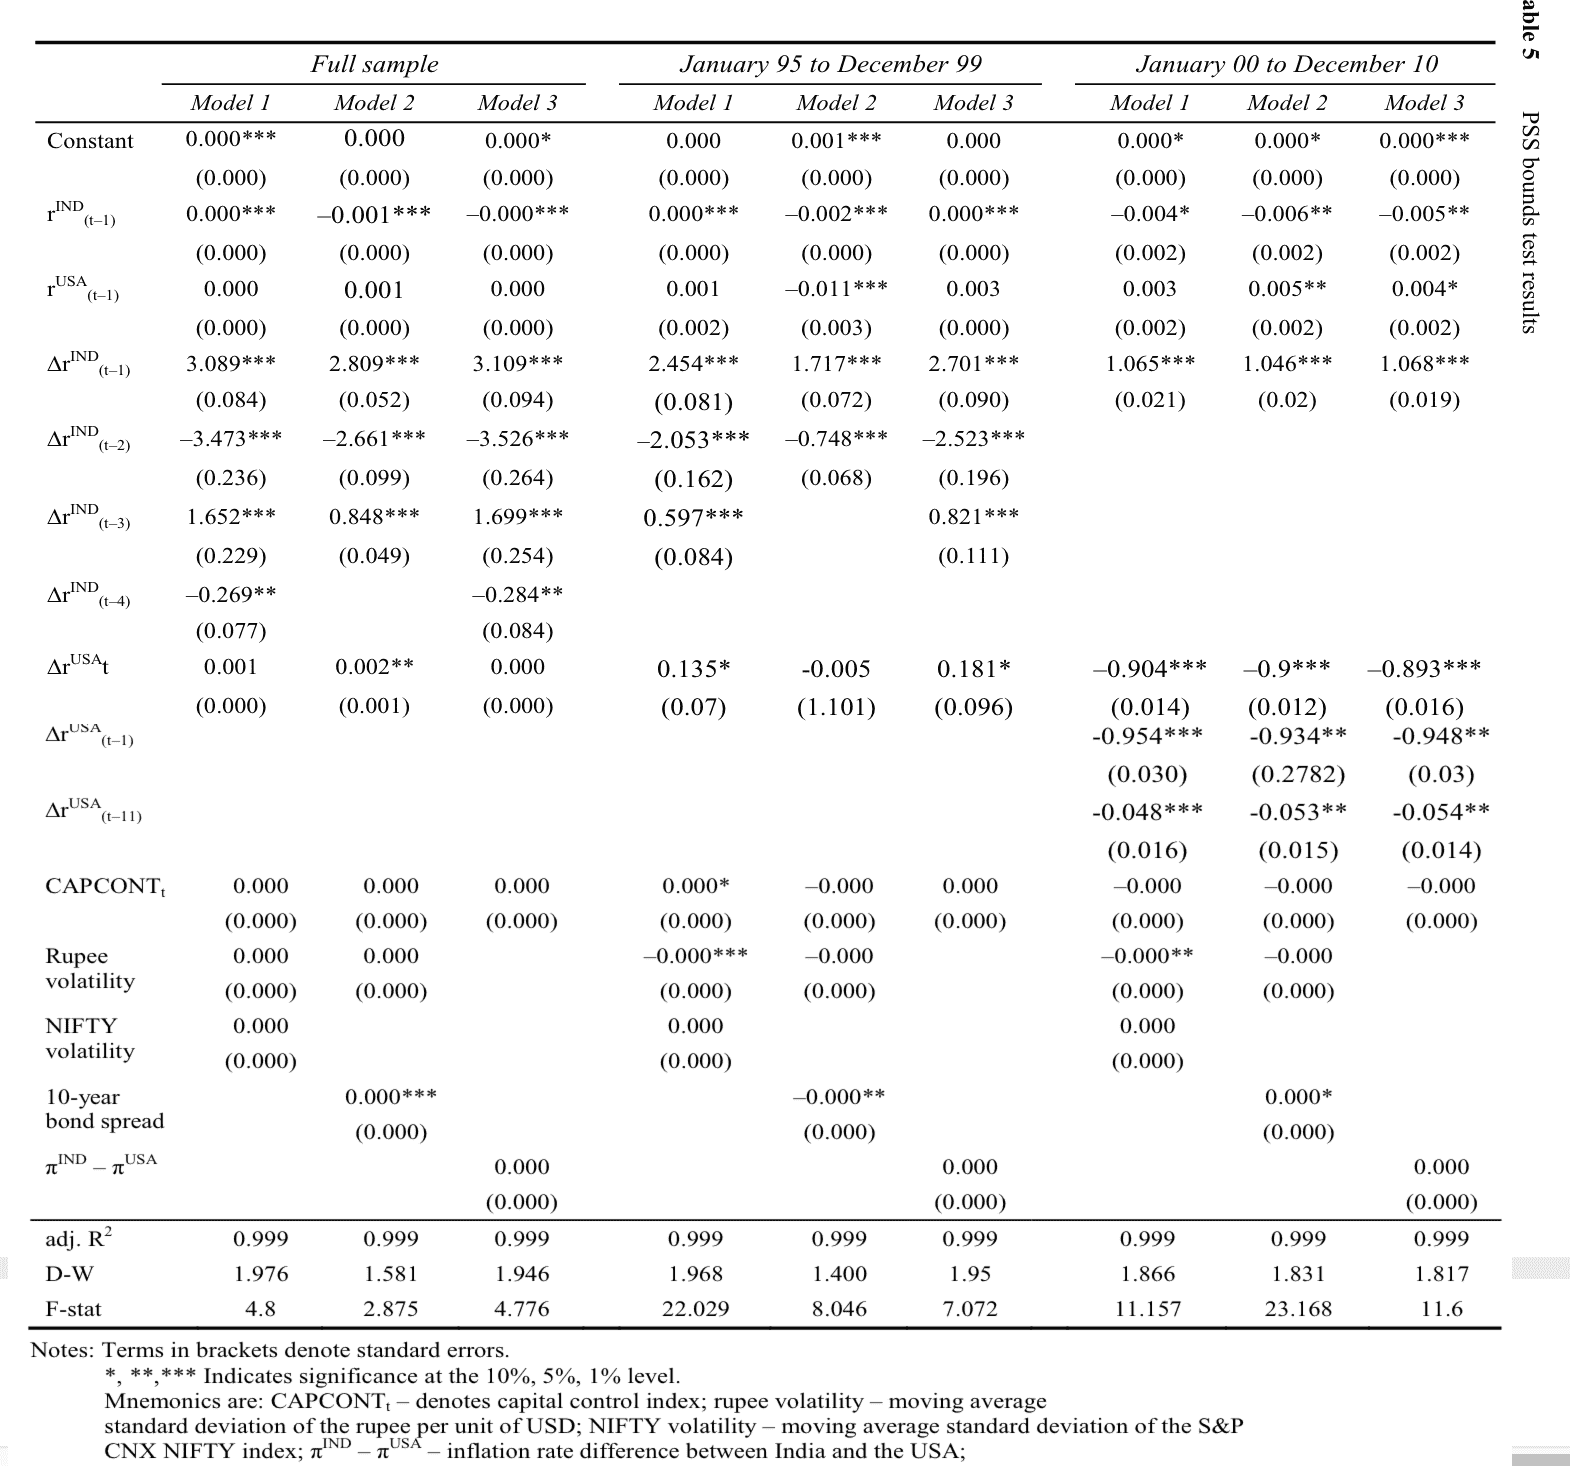 able 5 PSS bounds test results
Full sample January 95 to December 99 January 00 to December 10
Model 1 Model 2 Model 3 Model 1 Model 2 Model 3 Model 1 Model 2 Model 3
Constant 0.000*** 0.000 0.000* 0.000 0.001*** 0.000 0.000* 0.000* 0.000***
(0.000) (0.000) (0.000) (0.000) (0.000) (0.000) (0.000) (0.000) (0.000)
rIND(t–1) 0.000*** –0.001*** –0.000*** 0.000*** –0.002*** 0.000*** –0.004* –0.006** –0.005**
(0.000) (0.000) (0.000) (0.000) (0.000) (0.000) (0.002) (0.002) (0.002)
rUSA(t–1) 0.000 0.001 0.000 0.001 –0.011*** 0.003 0.003 0.005** 0.004*
(0.000) (0.000) (0.000) (0.002) (0.003) (0.000) (0.002) (0.002) (0.002)
ΔrIND(t–1) 3.089*** 2.809*** 3.109*** 2.454*** 1.717*** 2.701*** 1.065*** 1.046*** 1.068***
(0.084) (0.052) (0.094) (0.081) (0.072) (0.090) (0.021) (0.02) (0.019)
ΔrIND(t–2) –3.473*** –2.661*** –3.526*** –2.053*** –0.748*** –2.523***
(0.236) (0.099) (0.264) (0.162) (0.068) (0.196)
ΔrIND(t–3) 1.652*** 0.848*** 1.699*** 0.597*** 0.821***
(0.229) (0.049) (0.254) (0.084) (0.111)
ΔrIND(t–4) –0.269** –0.284**
(0.077) (0.084)
ΔrUSAt 0.001 0.002** 0.000 0.135* -0.005 0.181* –0.904*** –0.9*** –0.893***
(0.000) (0.001) (0.000) (0.07) (1.101) (0.096) (0.014) (0.012) (0.016)
ΔrUSA(t–1) -0.954*** -0.934** -0.948**
(0.030) (0.2782) (0.03)
ΔrUSA(t–11) -0.048*** -0.053** -0.054**
(0.016) (0.015) (0.014)
CAPCONTt 0.000 0.000 0.000 0.000* –0.000 0.000 –0.000 –0.000 –0.000
(0.000) (0.000) (0.000) (0.000) (0.000) (0.000) (0.000) (0.000) (0.000)
Rupee 0.000 0.000 –0.000*** –0.000 –0.000** –0.000
volatility
(0.000) (0.000) (0.000) (0.000) (0.000) (0.000)
NIFTY 0.000 0.000 0.000
volatility
(0.000) (0.000) (0.000)
10-year 0.000*** –0.000** 0.000*
bond spread
(0.000) (0.000) (0.000)
πIND – πUSA 0.000 0.000 0.000
(0.000) (0.000) (0.000)
adj. R2 0.999 0.999 0.999 0.999 0.999 0.999 0.999 0.999 0.999
D-W 1.976 1.581 1.946 1.968 1.400 1.95 1.866 1.831 1.817
F-stat 4.8 2.875 4.776 22.029 8.046 7.072 11.157 23.168 11.6
Notes: Terms in brackets denote standard errors.
*, **,*** Indicates significance at the 10%, 5%, 1% level.
Mnemonics are: CAPCONTt – denotes capital control index; rupee volatility – moving average
standard deviation of the rupee per unit of USD; NIFTY volatility – moving average standard deviation of the S&P
CNX NIFTY index; πIND – πUSA – inflation rate difference between India and the USA;